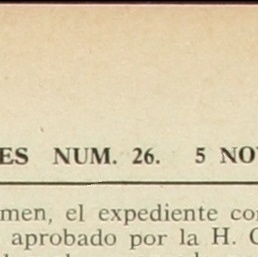 ES NUM. 26. 5 NO
men, el expediente co
aprobado por la H. C